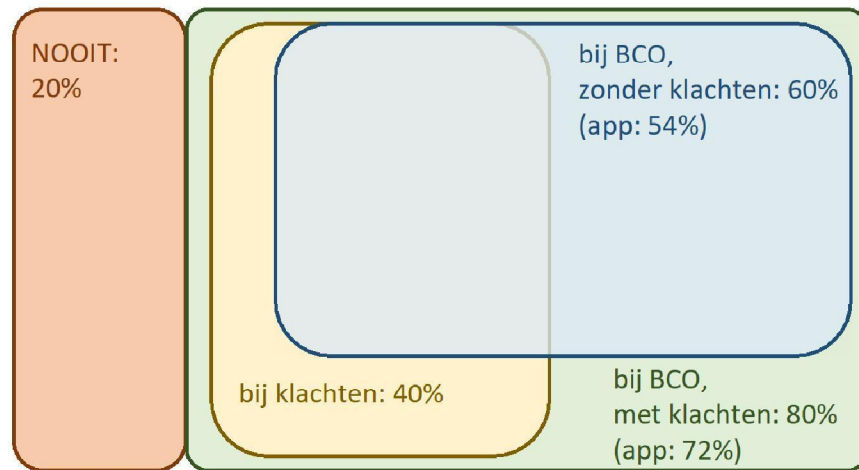 NOOIT:
20%
bij BCO,
zonder klachten: 60%
(app: 54%)
bij klachten: 40%
bij BCO,
met klachten: 80%
(app: 72%)